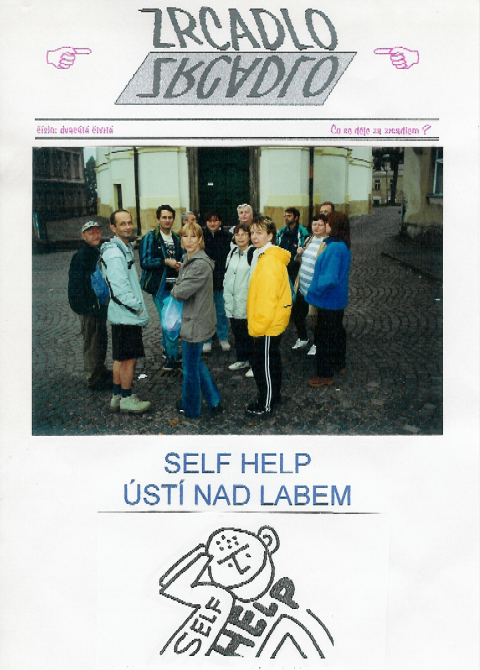 ZRCADLO
ZRCADLO
číslo: dvacáté čtvrté
Co se děje za zrcadlem ?
SELF HELP
ÚSTÍ NAD LABEM
SELF
HELP